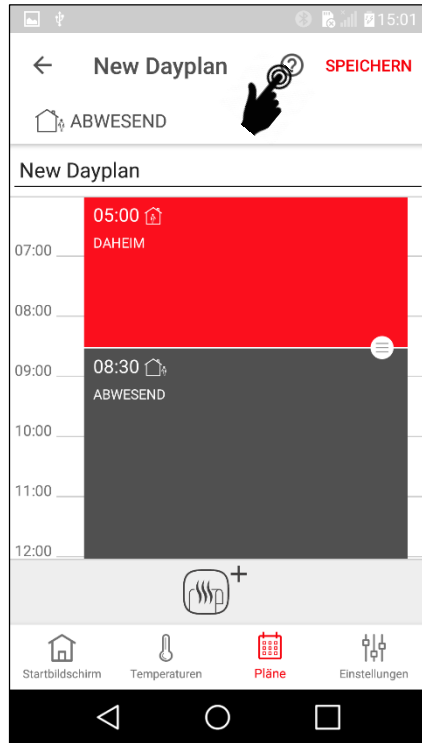 15:01
New Dayplan
SPEICHERN
ABWESEND
New Dayplan
05:00
DAHEIM
07:00
08:00
09:00
08:30
ABWESEND
10:00
11:00
12:00
Startbildschirm Temperaturen Pläne Einstellungen